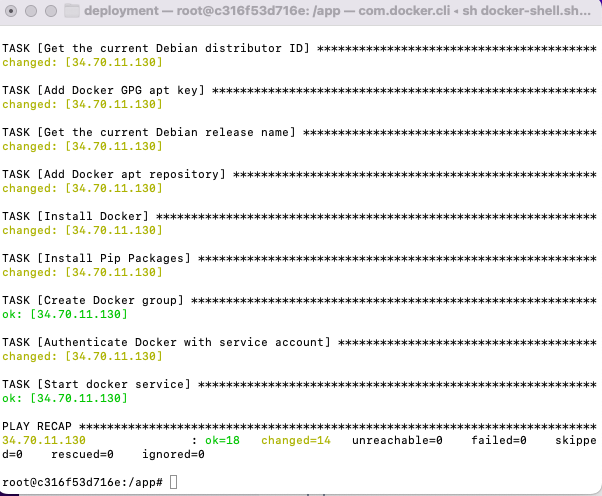 deployment — root@c316f53d716e: /app — com.docker.cli ◂ sh docker-shell.sh...
TASK [Get the current Debian distributor ID] ****************************************
changed: [34.70.11.130]
TASK [Add Docker GPG apt key] *******************************************************
changed: [34.70.11.130]
TASK [Get the current Debian release name] ******************************************
changed: [34.70.11.130]
TASK [Add Docker apt repository] ****************************************************
changed: [34.70.11.130]
TASK [Install Docker] ***************************************************************
changed: [34.70.11.130]
TASK [Install Pip Packages] *********************************************************
changed: [34.70.11.130]
TASK [Create Docker group] **********************************************************
ok: [34.70.11.130]
TASK [Authenticate Docker with service account] *************************************
changed: [34.70.11.130]
TASK [Start docker service] *********************************************************
ok: [34.70.11.130]
PLAY RECAP **************************************************************************
34.70.11.130               : ok=18   changed=14   unreachable=0    failed=0    skippe
d=0    rescued=0    ignored=0
root@c316f53d716e:/app#